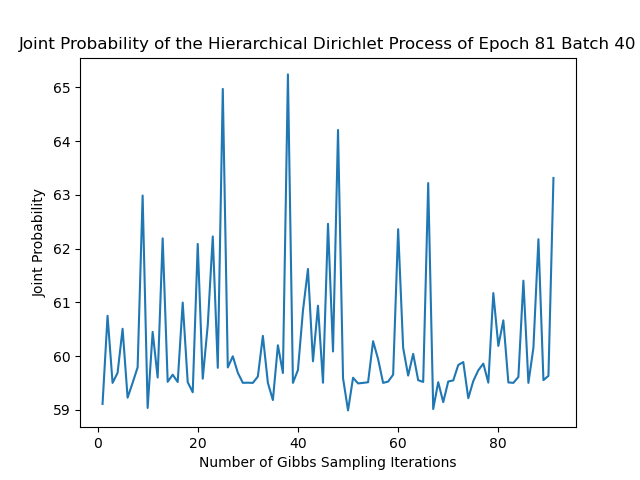 Joint Probability of the Hierarchical Dirichlet Process of Epoch 81 Batch 40
65
64
63
62
61
60
59
Joint Probability
0 20 40 60 80
Number of Gibbs Sampling Iterations